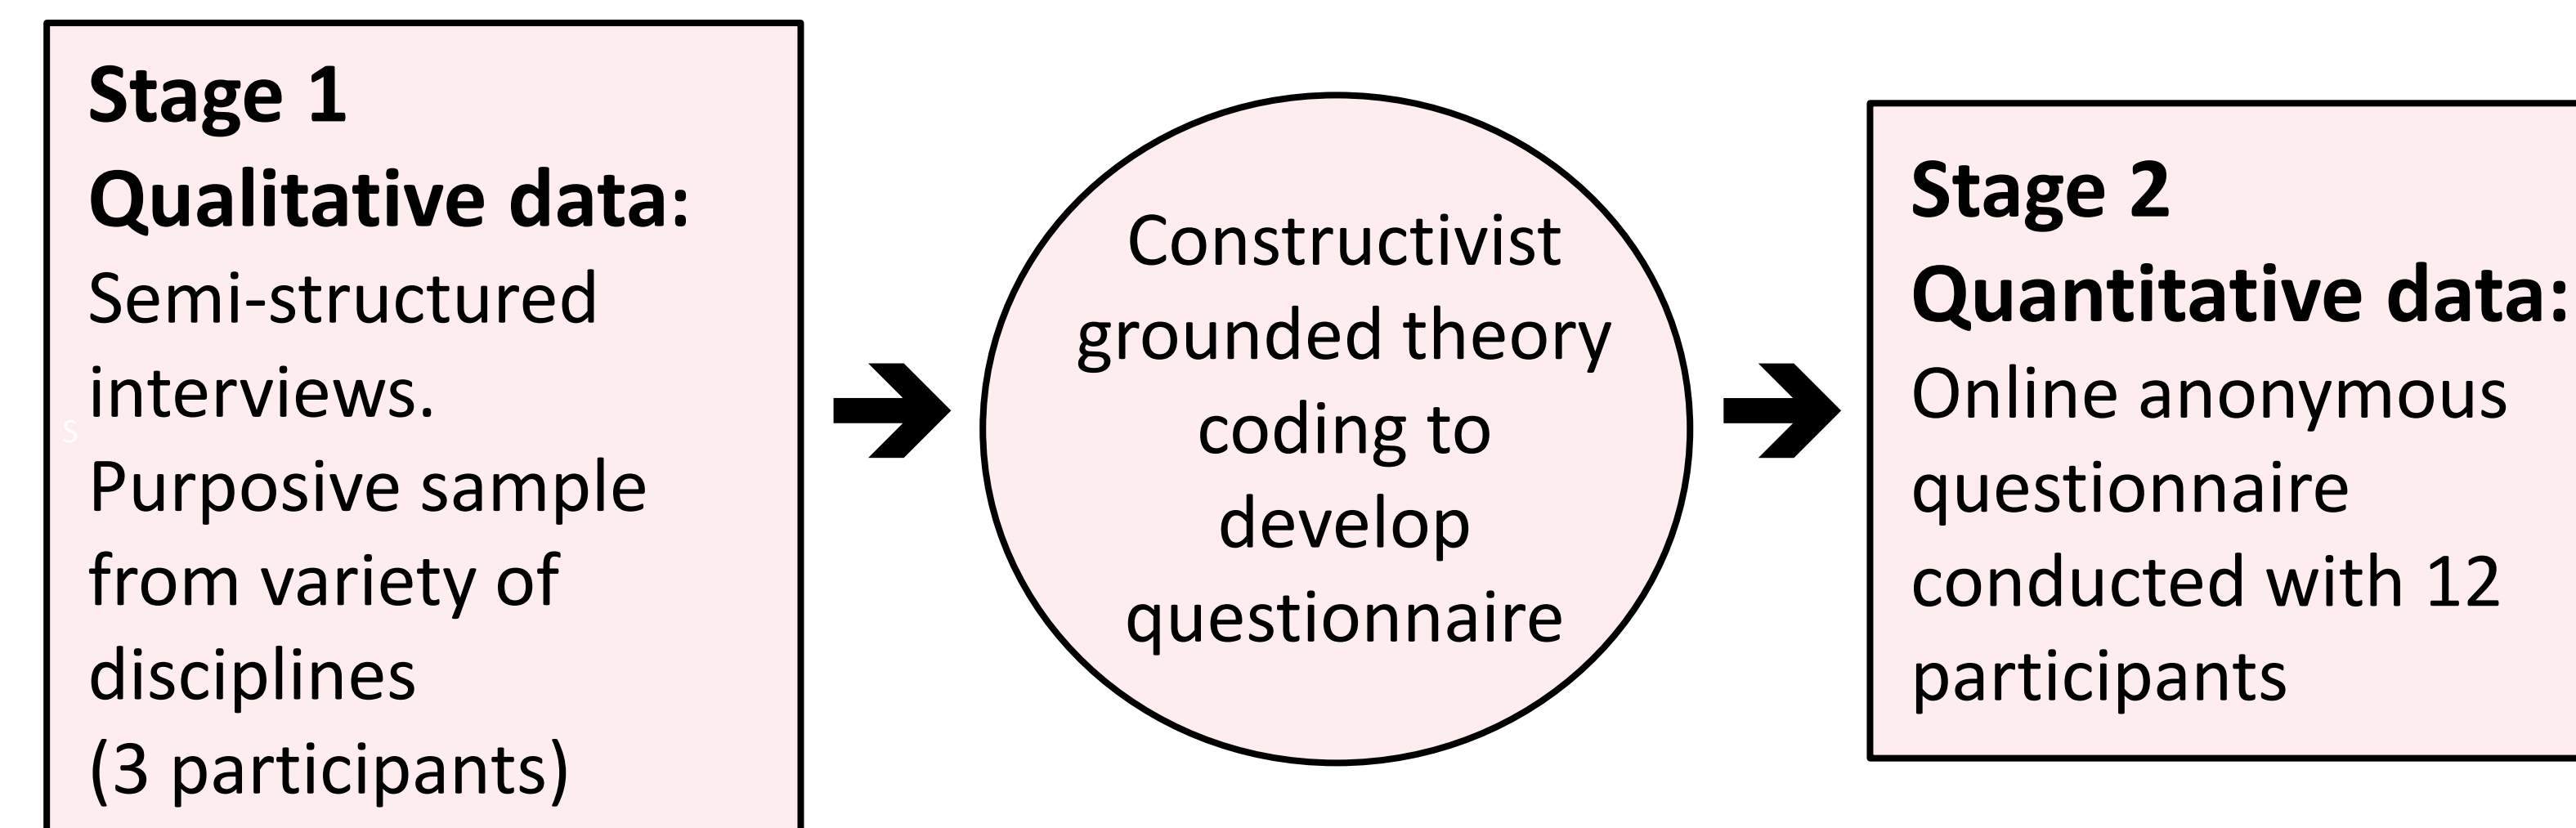 Stage 1
Qualitative data:
Semi-structured
interviews.
Purposive sample
from variety of
disciplines
(3 participants)
s
Constructivist
grounded theory
coding to
develop
questionnaire
Stage 2
Quantitative data:
Online anonymous
questionnaire
conducted with 12
participants